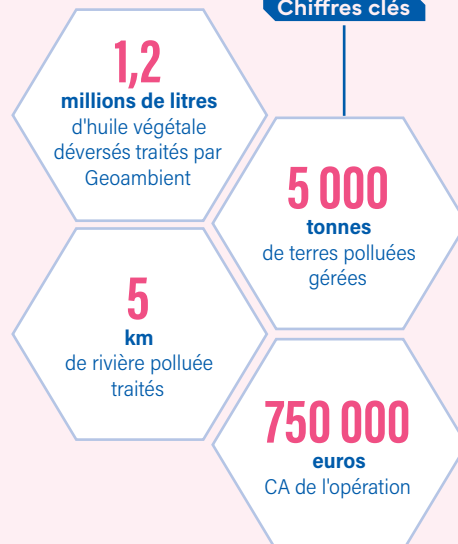 Chiffres clés
1,2
millions de litres
d'huile végétale
déversés traités par
Geoambient
5 000
tonnes
de terres polluées
gérées
5
km
de rivière polluée
traités
750 000
euros
CA de l'opération